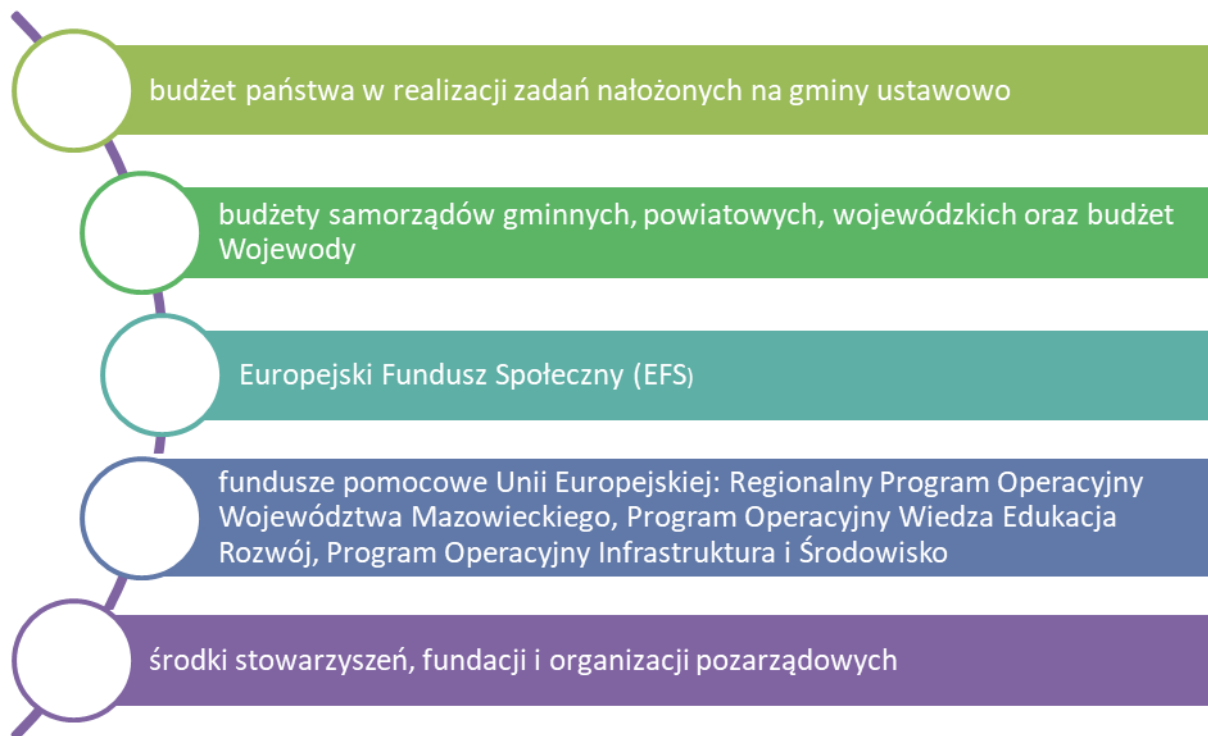 budżet państwa w realizacji zadań nałożonych na gminy ustawowo
budżety samorządów gminnych, powiatowych, wojewódzkich oraz budżet
Wojewody
Europejski Fundusz Społeczny (EFS)
fundusze pomocowe Unii Europejskiej: Regionalny Program Operacyjny
Województwa Mazowieckiego, Program Operacyjny Wiedza Edukacja
Rozwój, Program Operacyjny Infrastruktura i Środowisko
środki stowarzyszeń, fundacji i organizacji pozarządowych